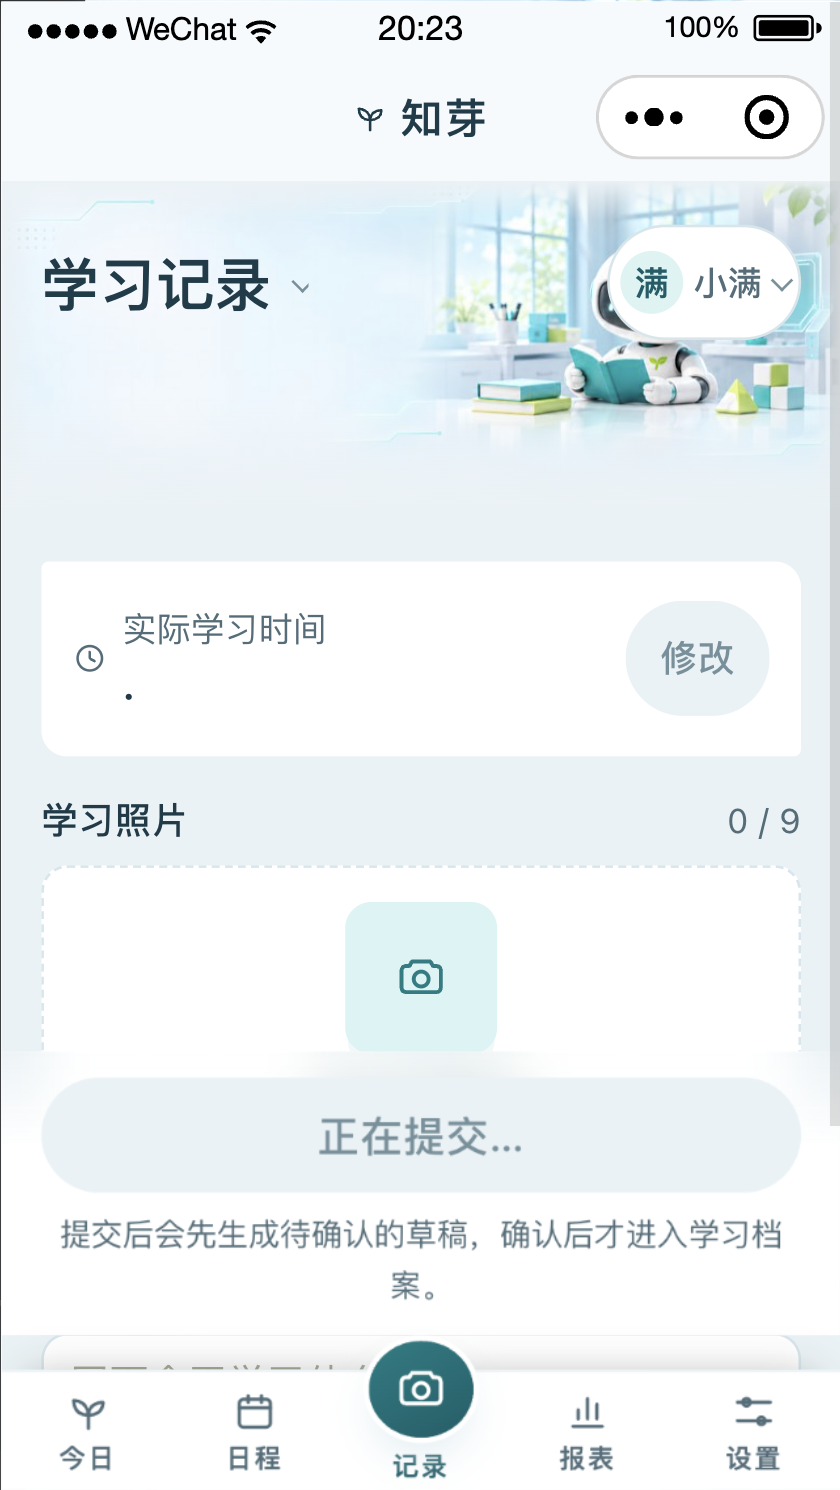 ●●●●● WeChat 20:23 100%
知芽
学习记录
满 小满
实际学习时间
·
修改
学习照片 0 / 9
正在提交...
提交后会先生成待确认的草稿，确认后才进入学习档
案。
今日 日程 记录 报表 设置